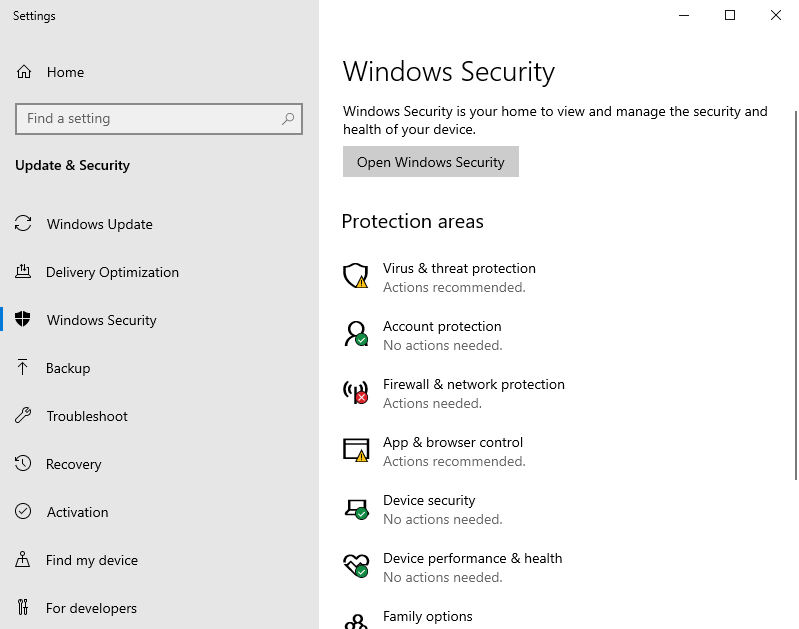 Settings
Home
Find a setting
Update & Security
Windows Update
Delivery Optimization
Windows Security
Backup
Troubleshoot
Recovery
Activation
Find my device
For developers
Windows Security
Windows Security is your home to view and manage the security and
health of your device.
Open Windows Security
Protection areas
Virus & threat protection
Actions recommended.
Account protection
No actions needed.
Firewall & network protection
Actions needed.
App & browser control
Actions recommended.
Device security
No actions needed.
Device performance & health
No actions needed.
Family options